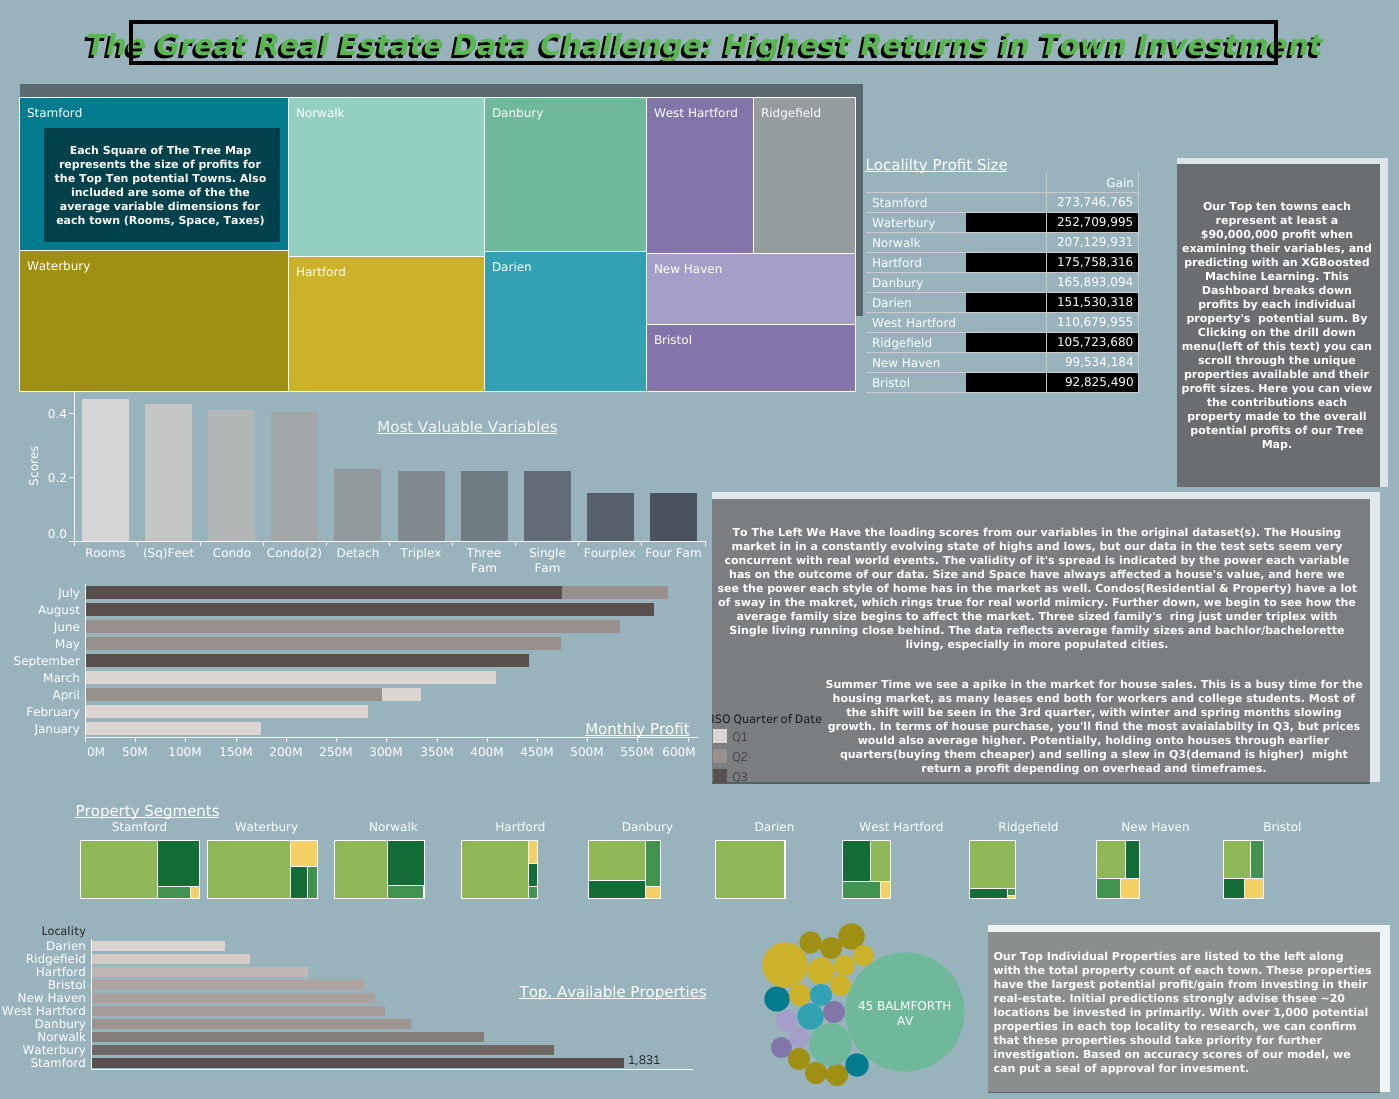 The Great Real Estate Data Challenge: Highest Returns in Town Investment
Stamford
Norwalk
Danbury
West Hartford
Ridgefield
Each Square of The Tree Map
represents the size of profits for
the Top Ten potential Towns. Also
included are some of the the
average variable dimensions for
each town (Rooms, Space, Taxes)
Waterbury
Hartford
Darien
New Haven
Bristol
Localilty Profit Size
Gain
Stamford 273,746,765
Waterbury 252,709,995
Norwalk 207,129,931
Hartford 175,758,316
Danbury 165,893,094
Darien 151,530,318
West Hartford 110,679,955
Ridgefield 105,723,680
New Haven 99,534,184
Bristol 92,825,490
Our Top ten towns each
represent at least a
$90,000,000 profit when
examining their variables, and
predicting with an XGBoosted
Machine Learning. This
Dashboard breaks down
profits by each individual
property's  potential sum. By
Clicking on the drill down
menu(left of this text) you can
scroll through the unique
properties available and their
profit sizes. Here you can view
the contributions each
property made to the overall
potential profits of our Tree
Map.
Most Valuable Variables
Scores
0.4
0.2
0.0
Rooms (Sq)Feet Condo Condo(2) Detach Triplex Three Fam Single Fam Fourplex Four Fam
To The Left We Have the loading scores from our variables in the original dataset(s). The Housing
market in in a constantly evolving state of highs and lows, but our data in the test sets seem very
concurrent with real world events. The validity of it's spread is indicated by the power each variable
has on the outcome of our data. Size and Space have always affected a house's value, and here we
see the power each style of home has in the market as well. Condos(Residential & Property) have a lot
of sway in the makret, which rings true for real world mimicry. Further down, we begin to see how the
average family size begins to affect the market. Three sized family's  ring just under triplex with
Single living running close behind. The data reflects average family sizes and bachlor/bachelorette
living, especially in more populated cities.
Summer Time we see a apike in the market for house sales. This is a busy time for the
housing market, as many leases end both for workers and college students. Most of
the shift will be seen in the 3rd quarter, with winter and spring months slowing
growth. In terms of house purchase, you'll find the most avaialabilty in Q3, but prices
would also average higher. Potentially, holding onto houses through earlier
quarters(buying them cheaper) and selling a slew in Q3(demand is higher)  might
return a profit depending on overhead and timeframes.
ISO Quarter of Date
Q1
Q2
Q3
July
August
June
May
September
March
April
February
January
Monthly Profit
0M 50M 100M 150M 200M 250M 300M 350M 400M 450M 500M 550M 600M
Property Segments
Stamford Waterbury Norwalk Hartford Danbury Darien West Hartford Ridgefield New Haven Bristol
Locality
Darien
Ridgefield
Hartford
Bristol
New Haven
West Hartford
Danbury
Norwalk
Waterbury
Stamford 1,831
Top, Available Properties
45 BALMFORTH
AV
Our Top Individual Properties are listed to the left along
with the total property count of each town. These properties
have the largest potential profit/gain from investing in their
real-estate. Initial predictions strongly advise thsee ~20
locations be invested in primarily. With over 1,000 potential
properties in each top locality to research, we can confirm
that these properties should take priority for further
investigation. Based on accuracy scores of our model, we
can put a seal of approval for invesment.